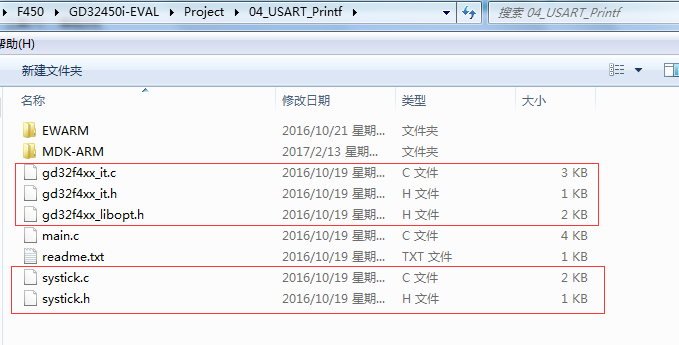 F450 ▸ GD32450i-EVAL ▸ Project ▸ 04_USART_Printf ▸ 搜索 04_USART_Printf
帮助(H)
新建文件夹
名称 修改日期 类型 大小
EWARM 2016/10/21 星期... 文件夹
MDK-ARM 2017/2/13 星期... 文件夹
gd32f4xx_it.c 2016/10/19 星期... C 文件 3 KB
gd32f4xx_it.h 2016/10/19 星期... H 文件 1 KB
gd32f4xx_libopt.h 2016/10/19 星期... H 文件 2 KB
main.c 2016/10/19 星期... C 文件 4 KB
readme.txt 2016/10/19 星期... TXT 文件 2 KB
systick.c 2016/10/19 星期... C 文件 2 KB
systick.h 2016/10/19 星期... H 文件 1 KB